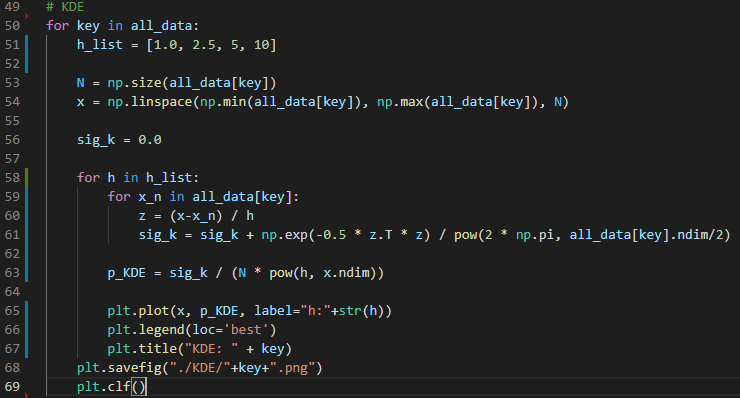 49 # KDE
50 for key in all_data:
51     h_list = [1.0, 2.5, 5, 10]
52
53     N = np.size(all_data[key])
54     x = np.linspace(np.min(all_data[key]), np.max(all_data[key]), N)
55
56     sig_k = 0.0
57
58     for h in h_list:
59         for x_n in all_data[key]:
60             z = (x-x_n) / h
61             sig_k = sig_k + np.exp(-0.5 * z.T * z) / pow(2 * np.pi, all_data[key].ndim/2)
62
63         p_KDE = sig_k / (N * pow(h, x.ndim))
64
65         plt.plot(x, p_KDE, label="h:"+str(h))
66         plt.legend(loc='best')
67         plt.title("KDE: " + key)
68     plt.savefig("./KDE/"+key+".png")
69     plt.clf()